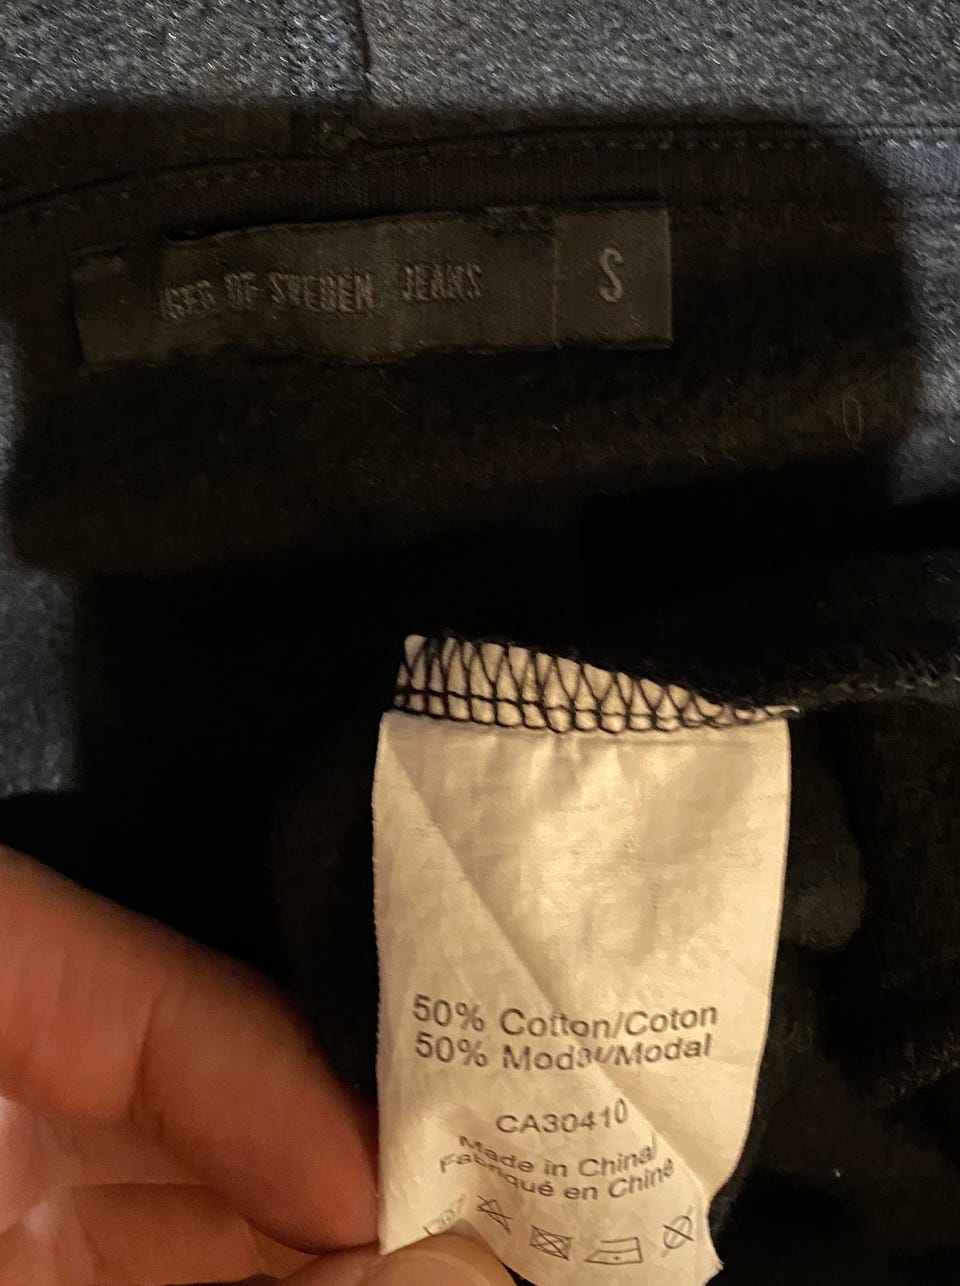 OF SWEDEN JEANS S
50% Cotton/Coton
50% Modal/Modal
CA30410
Made in China/
Fabriqué en Chine